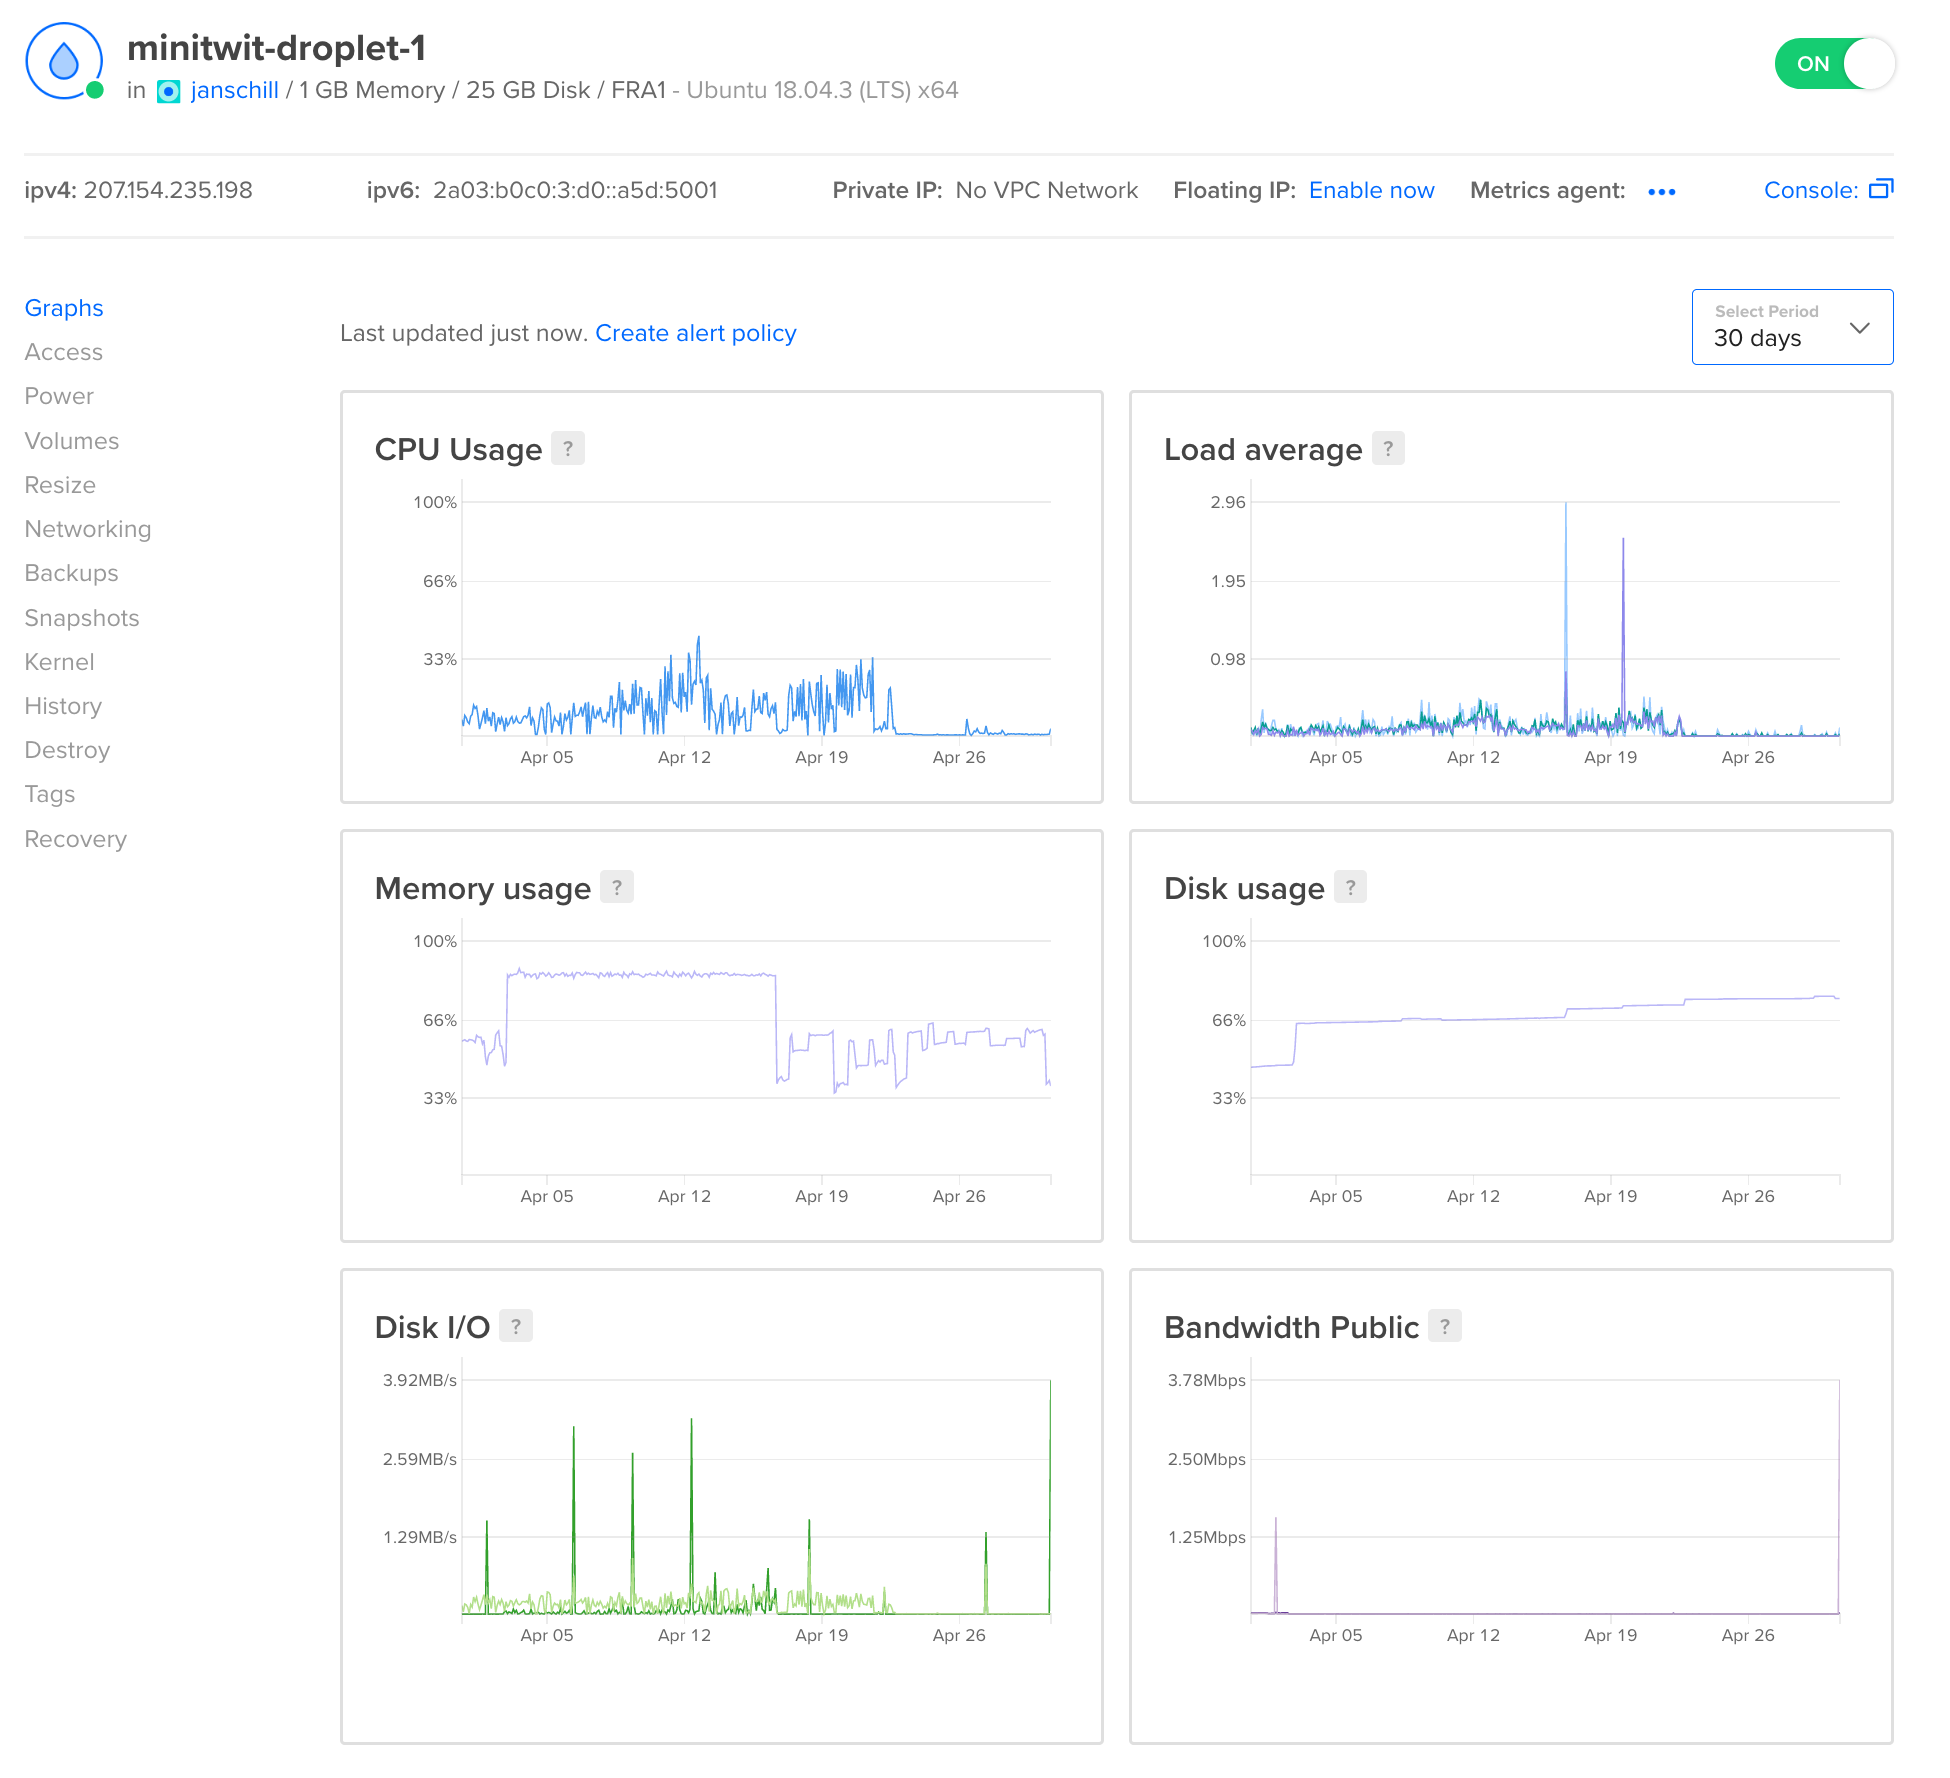 minitwit-droplet-1
in janschill / 1 GB Memory / 25 GB Disk / FRA1 - Ubuntu 18.04.3 (LTS) x64
ON
ipv4: 207.154.235.198 ipv6: 2a03:b0c0:3:d0::a5d:5001 Private IP: No VPC Network Floating IP: Enable now Metrics agent: ••• Console:
Graphs
Access
Power
Volumes
Resize
Networking
Backups
Snapshots
Kernel
History
Destroy
Tags
Recovery
Last updated just now. Create alert policy
Select Period
30 days
CPU Usage ?
100%
66%
33%
Apr 05 Apr 12 Apr 19 Apr 26
Load average ?
2.96
1.95
0.98
Apr 05 Apr 12 Apr 19 Apr 26
Memory usage ?
100%
66%
33%
Apr 05 Apr 12 Apr 19 Apr 26
Disk usage ?
100%
66%
33%
Apr 05 Apr 12 Apr 19 Apr 26
Disk I/O ?
3.92MB/s
2.59MB/s
1.29MB/s
Apr 05 Apr 12 Apr 19 Apr 26
Bandwidth Public ?
3.78Mbps
2.50Mbps
1.25Mbps
Apr 05 Apr 12 Apr 19 Apr 26